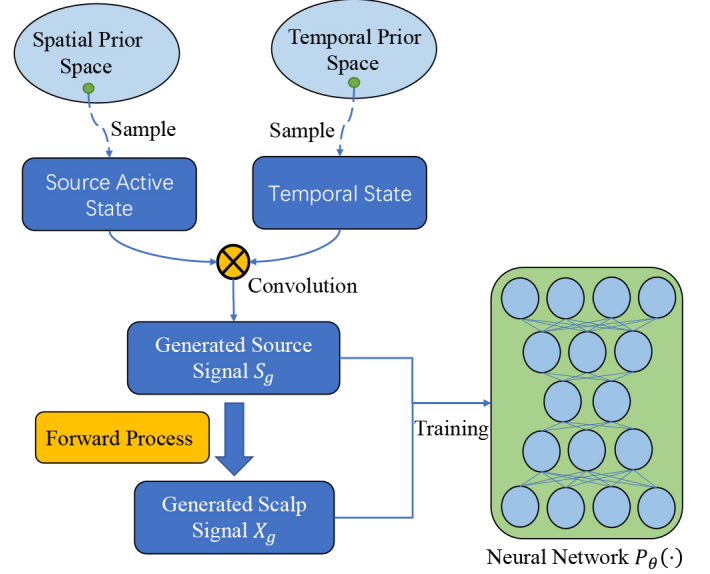 Spatial Prior
Space
Temporal Prior
Space
Sample
Sample
Source Active
State
Temporal State
Convolution
Generated Source
Signal S_g
Forward Process
Training
Generated Scalp
Signal X_g
Neural Network P_θ(·)